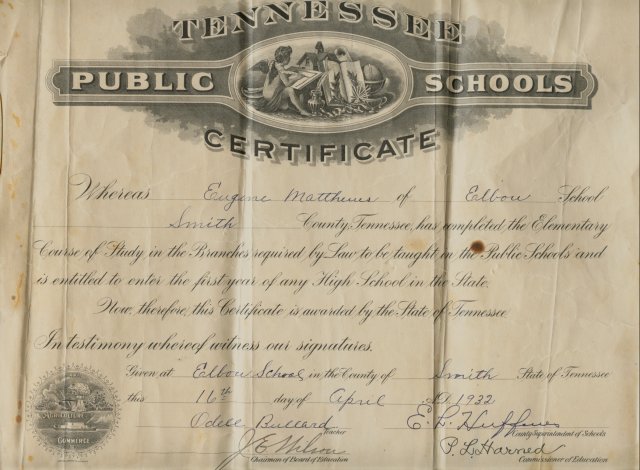 TENNESSEE
PUBLIC SCHOOLS
CERTIFICATE
Whereas Eugene Matthews of Elbow School
Smith County, Tennessee, has completed the Elementary
Course of Study in the Branches required by Law to be taught in the Public Schools and
is entitled to enter the first year of any High School in the State.
Now, therefore, this Certificate is awarded by the State of Tennessee.
In testimony whereof witness our signatures.
Given at Elbow School in the County of Smith State of Tennessee
this 16th day of April A.D. 1932
Odell Bullard E. L. Huffines
Teacher County Superintendent of Schools
J. E. Wilson P. L. Harned
Chairman of Board of Education Commissioner of Education
AGRICULTURE
COMMERCE